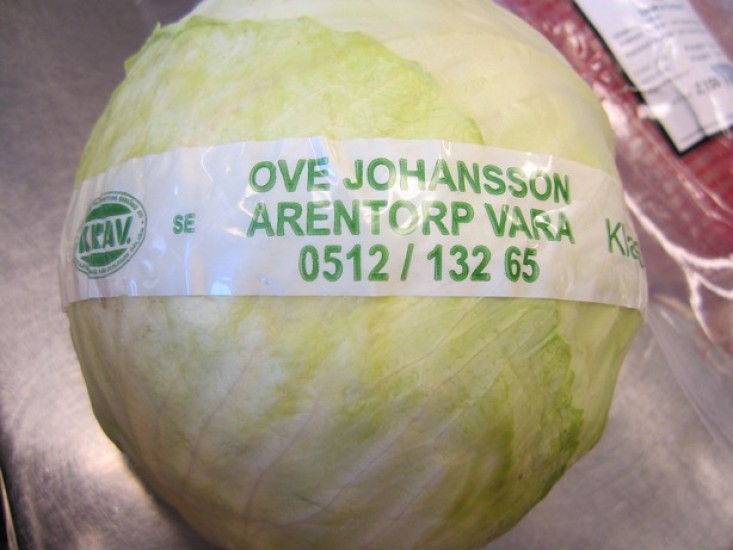 KRAV.
SE
OVE JOHANSSON
ARENTORP VARA
0512 / 132 65